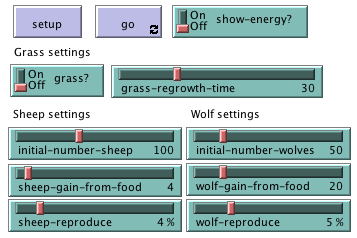 setup
go
On
Off
show-energy?
Grass settings
On
Off
grass?
grass-regrowth-time 30
Sheep settings
Wolf settings
initial-number-sheep 100
initial-number-wolves 50
sheep-gain-from-food 4
wolf-gain-from-food 20
sheep-reproduce 4 %
wolf-reproduce 5 %